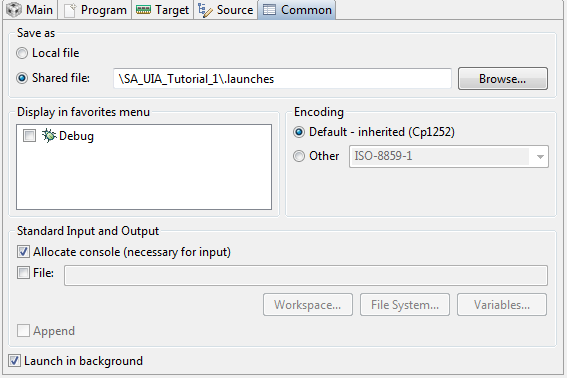 Main Program Target Source Common
Save as
Local file
Shared file: \SA_UIA_Tutorial_1\.launches Browse...
Display in favorites menu
Debug
Encoding
Default - inherited (Cp1252)
Other ISO-8859-1
Standard Input and Output
Allocate console (necessary for input)
File:
Workspace... File System... Variables...
Append
Launch in background